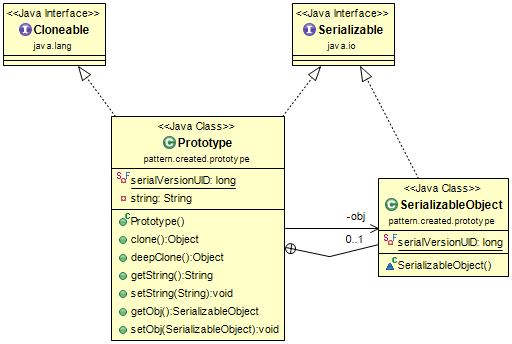 <<Java Interface>>
Cloneable
java.lang
<<Java Interface>>
Serializable
java.io
<<Java Class>>
Prototype
pattern.created.prototype
serialVersionUID: long
string: String
Prototype()
clone():Object
deepClone():Object
getString():String
setString(String):void
getObj():SerializableObject
setObj(SerializableObject):void
-obj
0..1
<<Java Class>>
SerializableObject
pattern.created.prototype
serialVersionUID: long
SerializableObject()